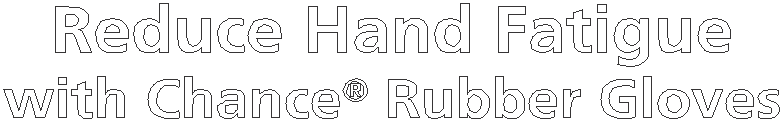 Reduce Hand Fatigue
with Chance® Rubber Gloves